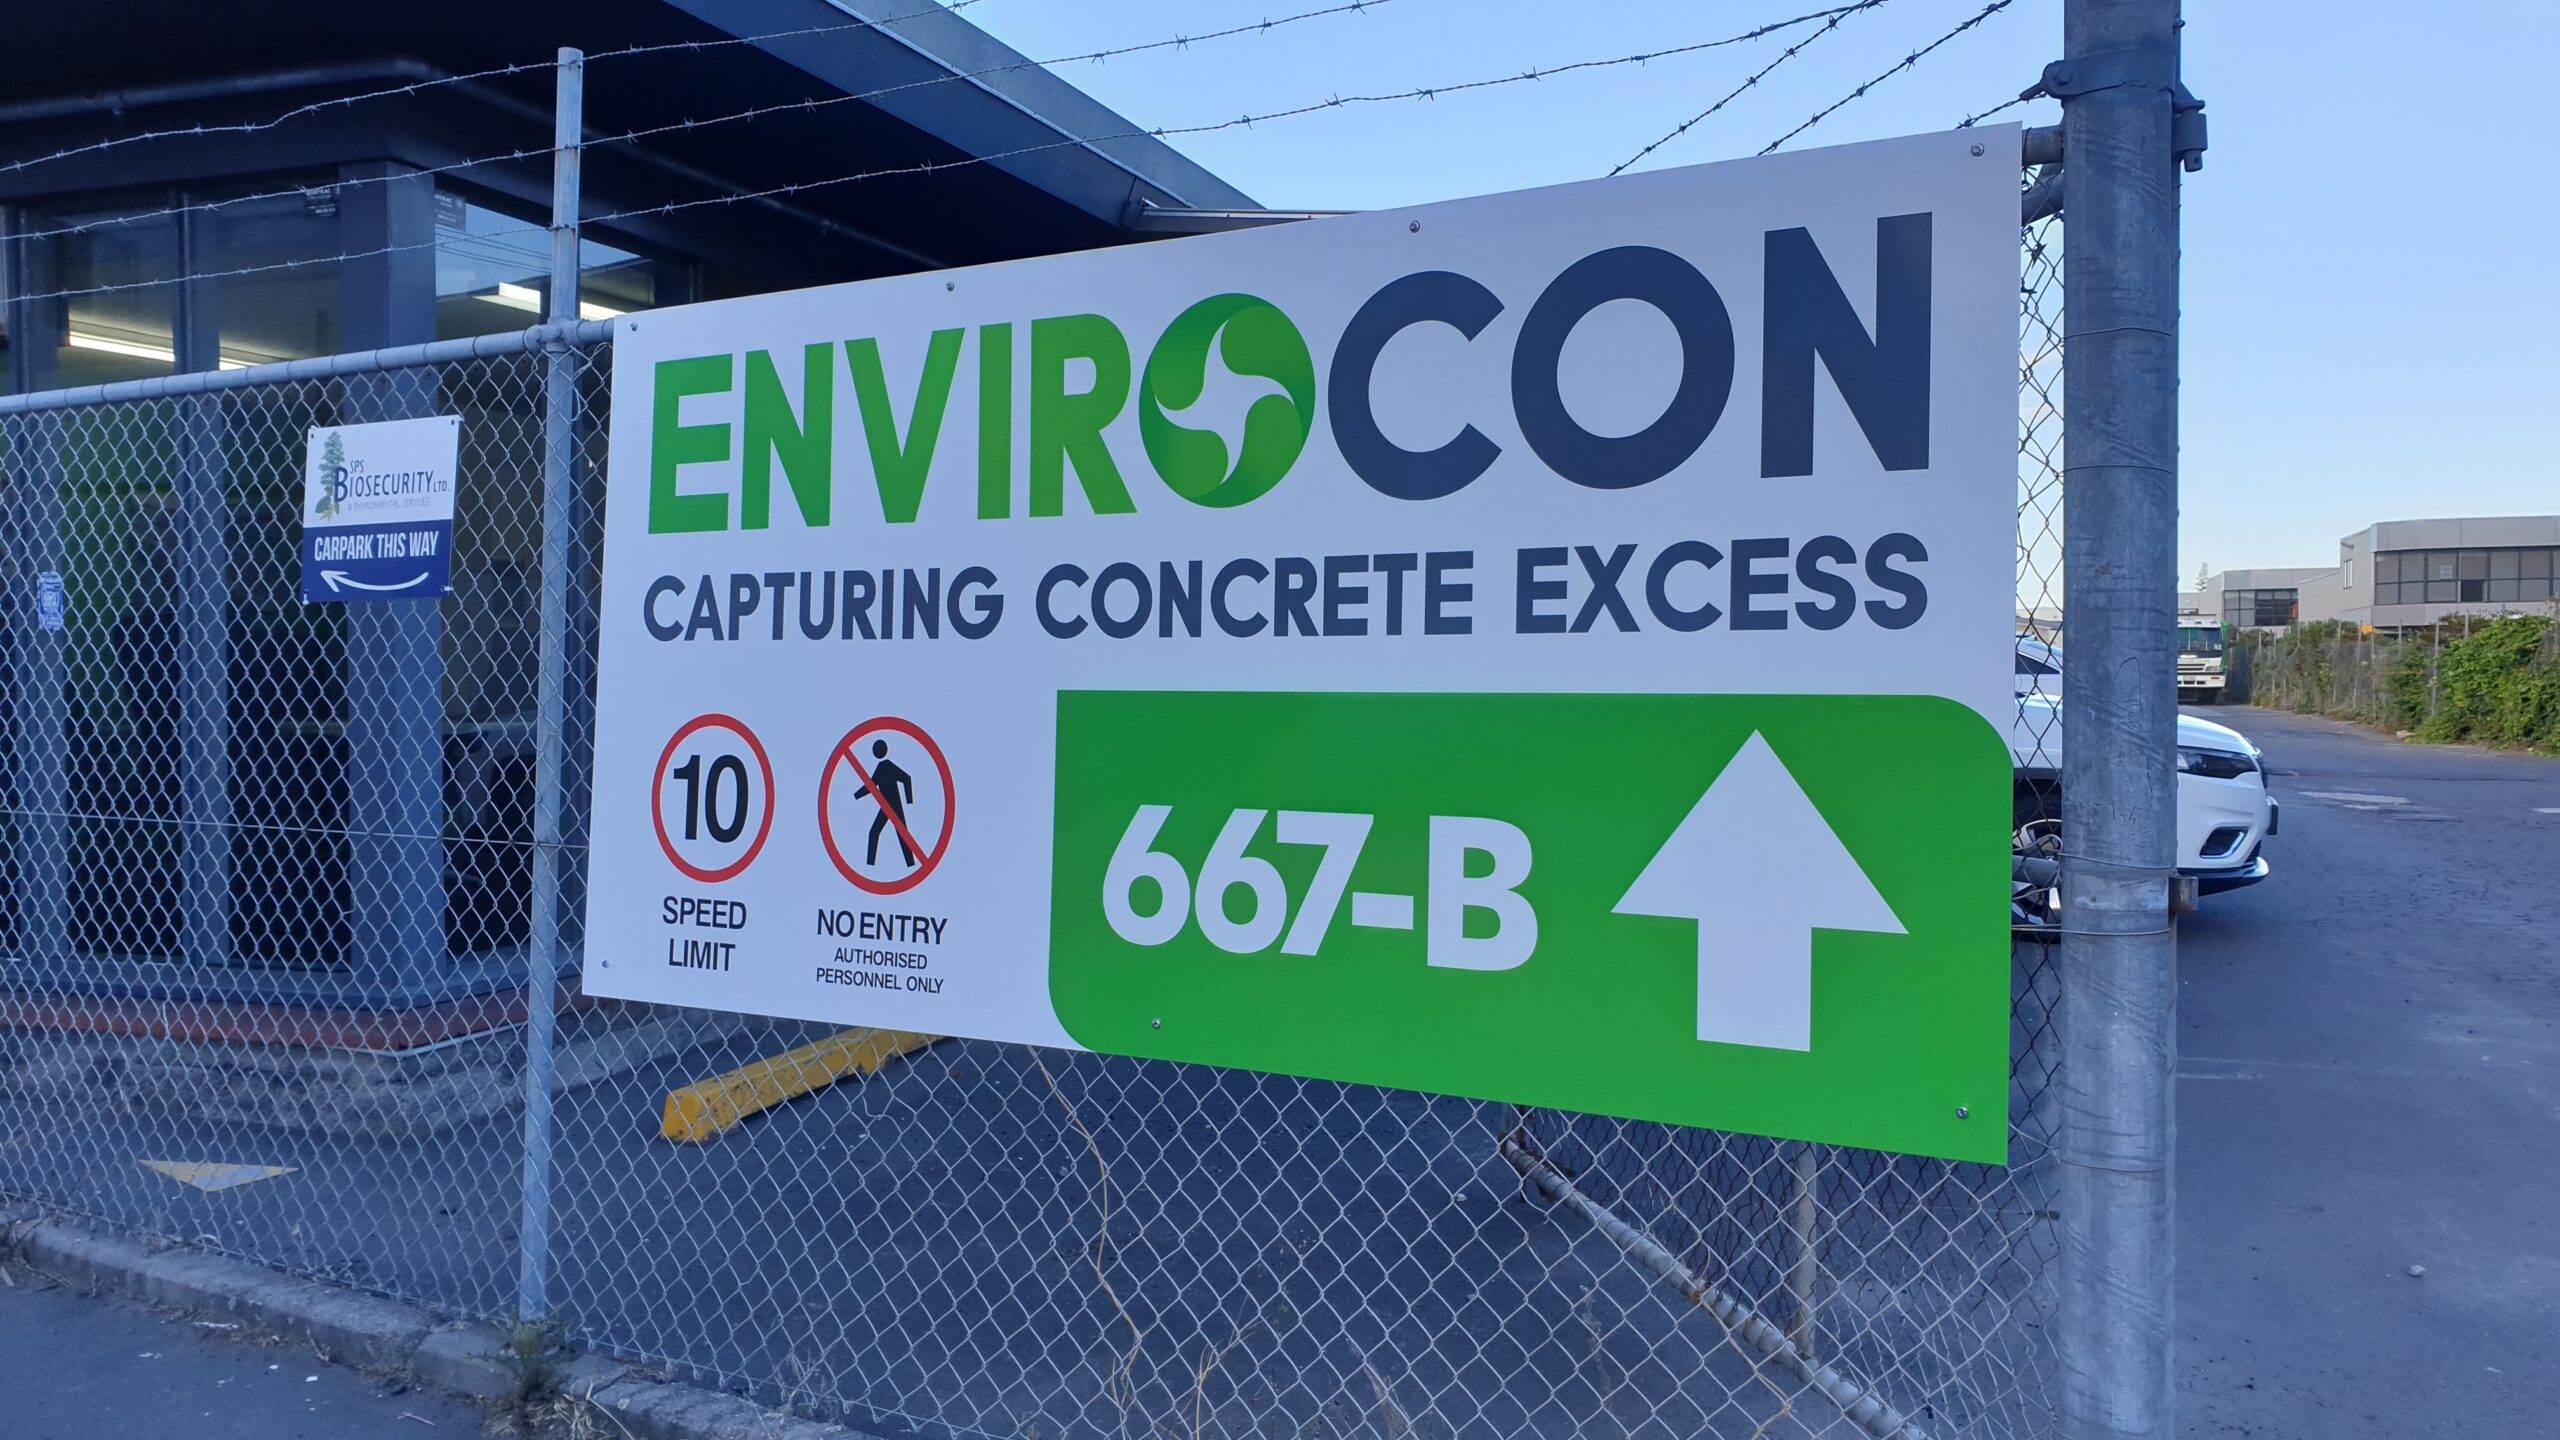 ENVIROCON
CAPTURING CONCRETE EXCESS
10
SPEED
LIMIT
NO ENTRY
AUTHORISED
PERSONNEL ONLY
667-B
SPS
BIOSECURITY LTD.
& ENVIRONMENTAL SERVICES
CARPARK THIS WAY